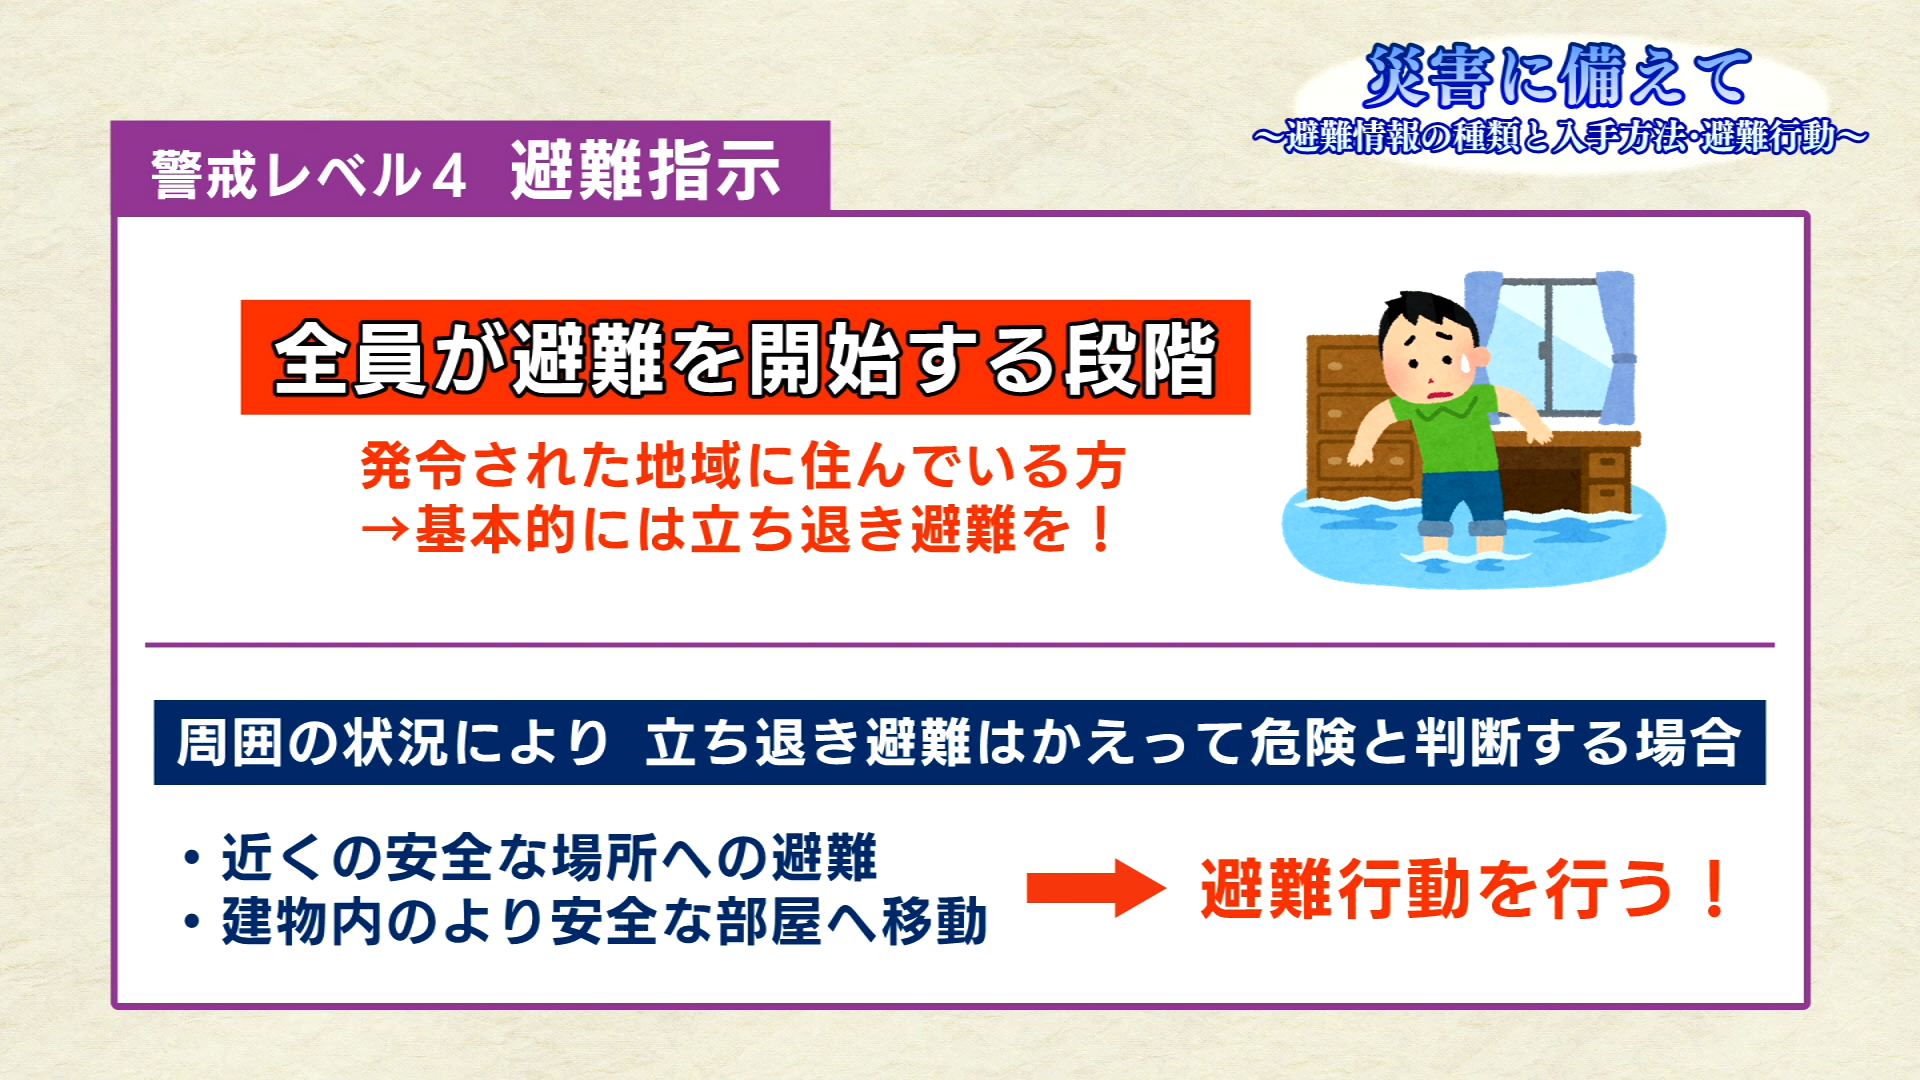 災害に備えて
～避難情報の種類と入手方法・避難行動～
警戒レベル４ 避難指示
全員が避難を開始する段階
発令された地域に住んでいる方
→基本的には立ち退き避難を！
周囲の状況により 立ち退き避難はかえって危険と判断する場合
・近くの安全な場所への避難
・建物内のより安全な部屋へ移動
避難行動を行う！